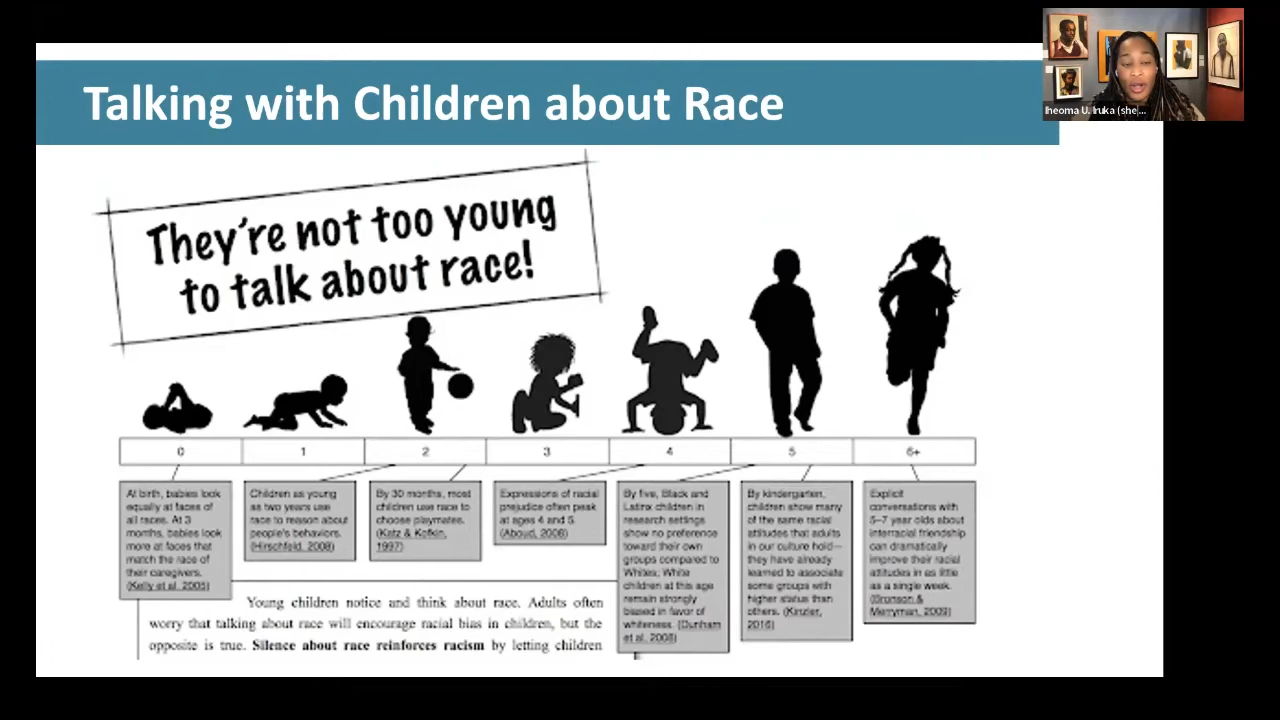 Talking with Children about Race
Iheoma U. Iruka (she...
They're not too young
to talk about race!
0
1
2
3
4
5
6+
At birth, babies look
equally at faces of
all races. At 3
months, babies look
more at faces that
match the race of
their caregivers.
(Kelly et al. 2005)
Children as young
as two years use
race to reason about
people's behaviors.
(Hirschfeld, 2008)
By 30 months, most
children use race to
choose playmates.
(Katz & Kofkin,
1997)
Expressions of racial
prejudice often peak
at ages 4 and 5.
(Aboud, 2008)
By five, Black and
Latinx children in
research settings
show no preference
toward their own
groups compared to
Whites; White
children at this age
remain strongly
biased in favor of
whiteness. (Dunham
et al. 2008)
By kindergarten,
children show many
of the same racial
attitudes that adults
in our culture hold—
they have already
learned to associate
some groups with
higher status than
others. (Kinzler,
2016)
Explicit
conversations with
5–7 year olds about
interracial friendship
can dramatically
improve their racial
attitudes in as little
as a single week.
(Bronson &
Merryman, 2009)
Young children notice and think about race. Adults often
worry that talking about race will encourage racial bias in children, but the
opposite is true. Silence about race reinforces racism by letting children